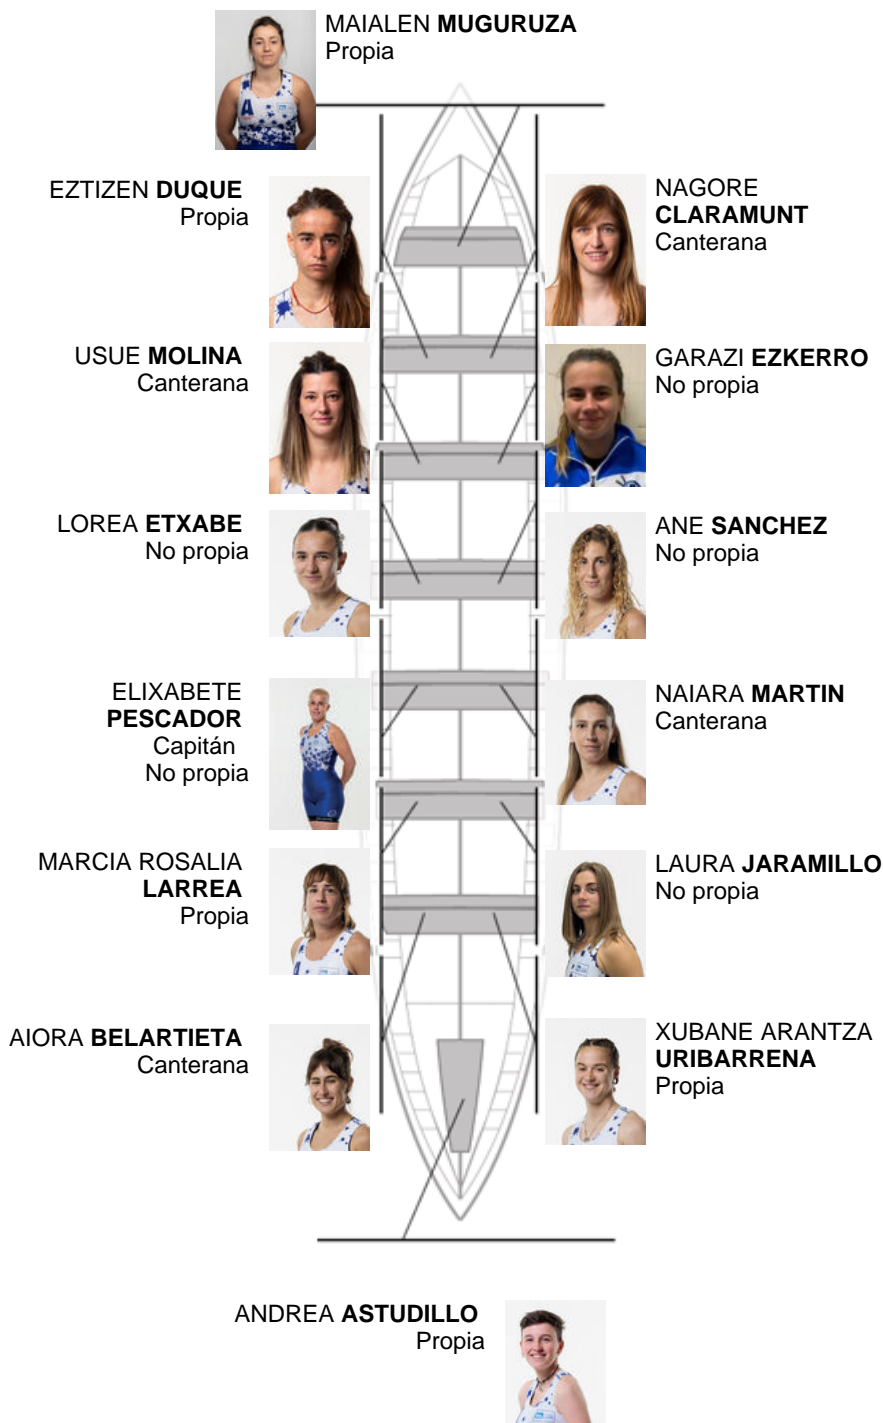 MAIALEN MUGURUZA
Propia
EZTIZEN DUQUE
Propia
NAGORE
CLARAMUNT
Canterana
USUE MOLINA
Canterana
GARAZI EZKERRO
No propia
LOREA ETXABE
No propia
ANE SANCHEZ
No propia
ELIXABETE
PESCADOR
Capitán
No propia
NAIARA MARTIN
Canterana
MARCIA ROSALIA
LARREA
Propia
LAURA JARAMILLO
No propia
AIORA BELARTIETA
Canterana
XUBANE ARANTZA
URIBARRENA
Propia
ANDREA ASTUDILLO
Propia